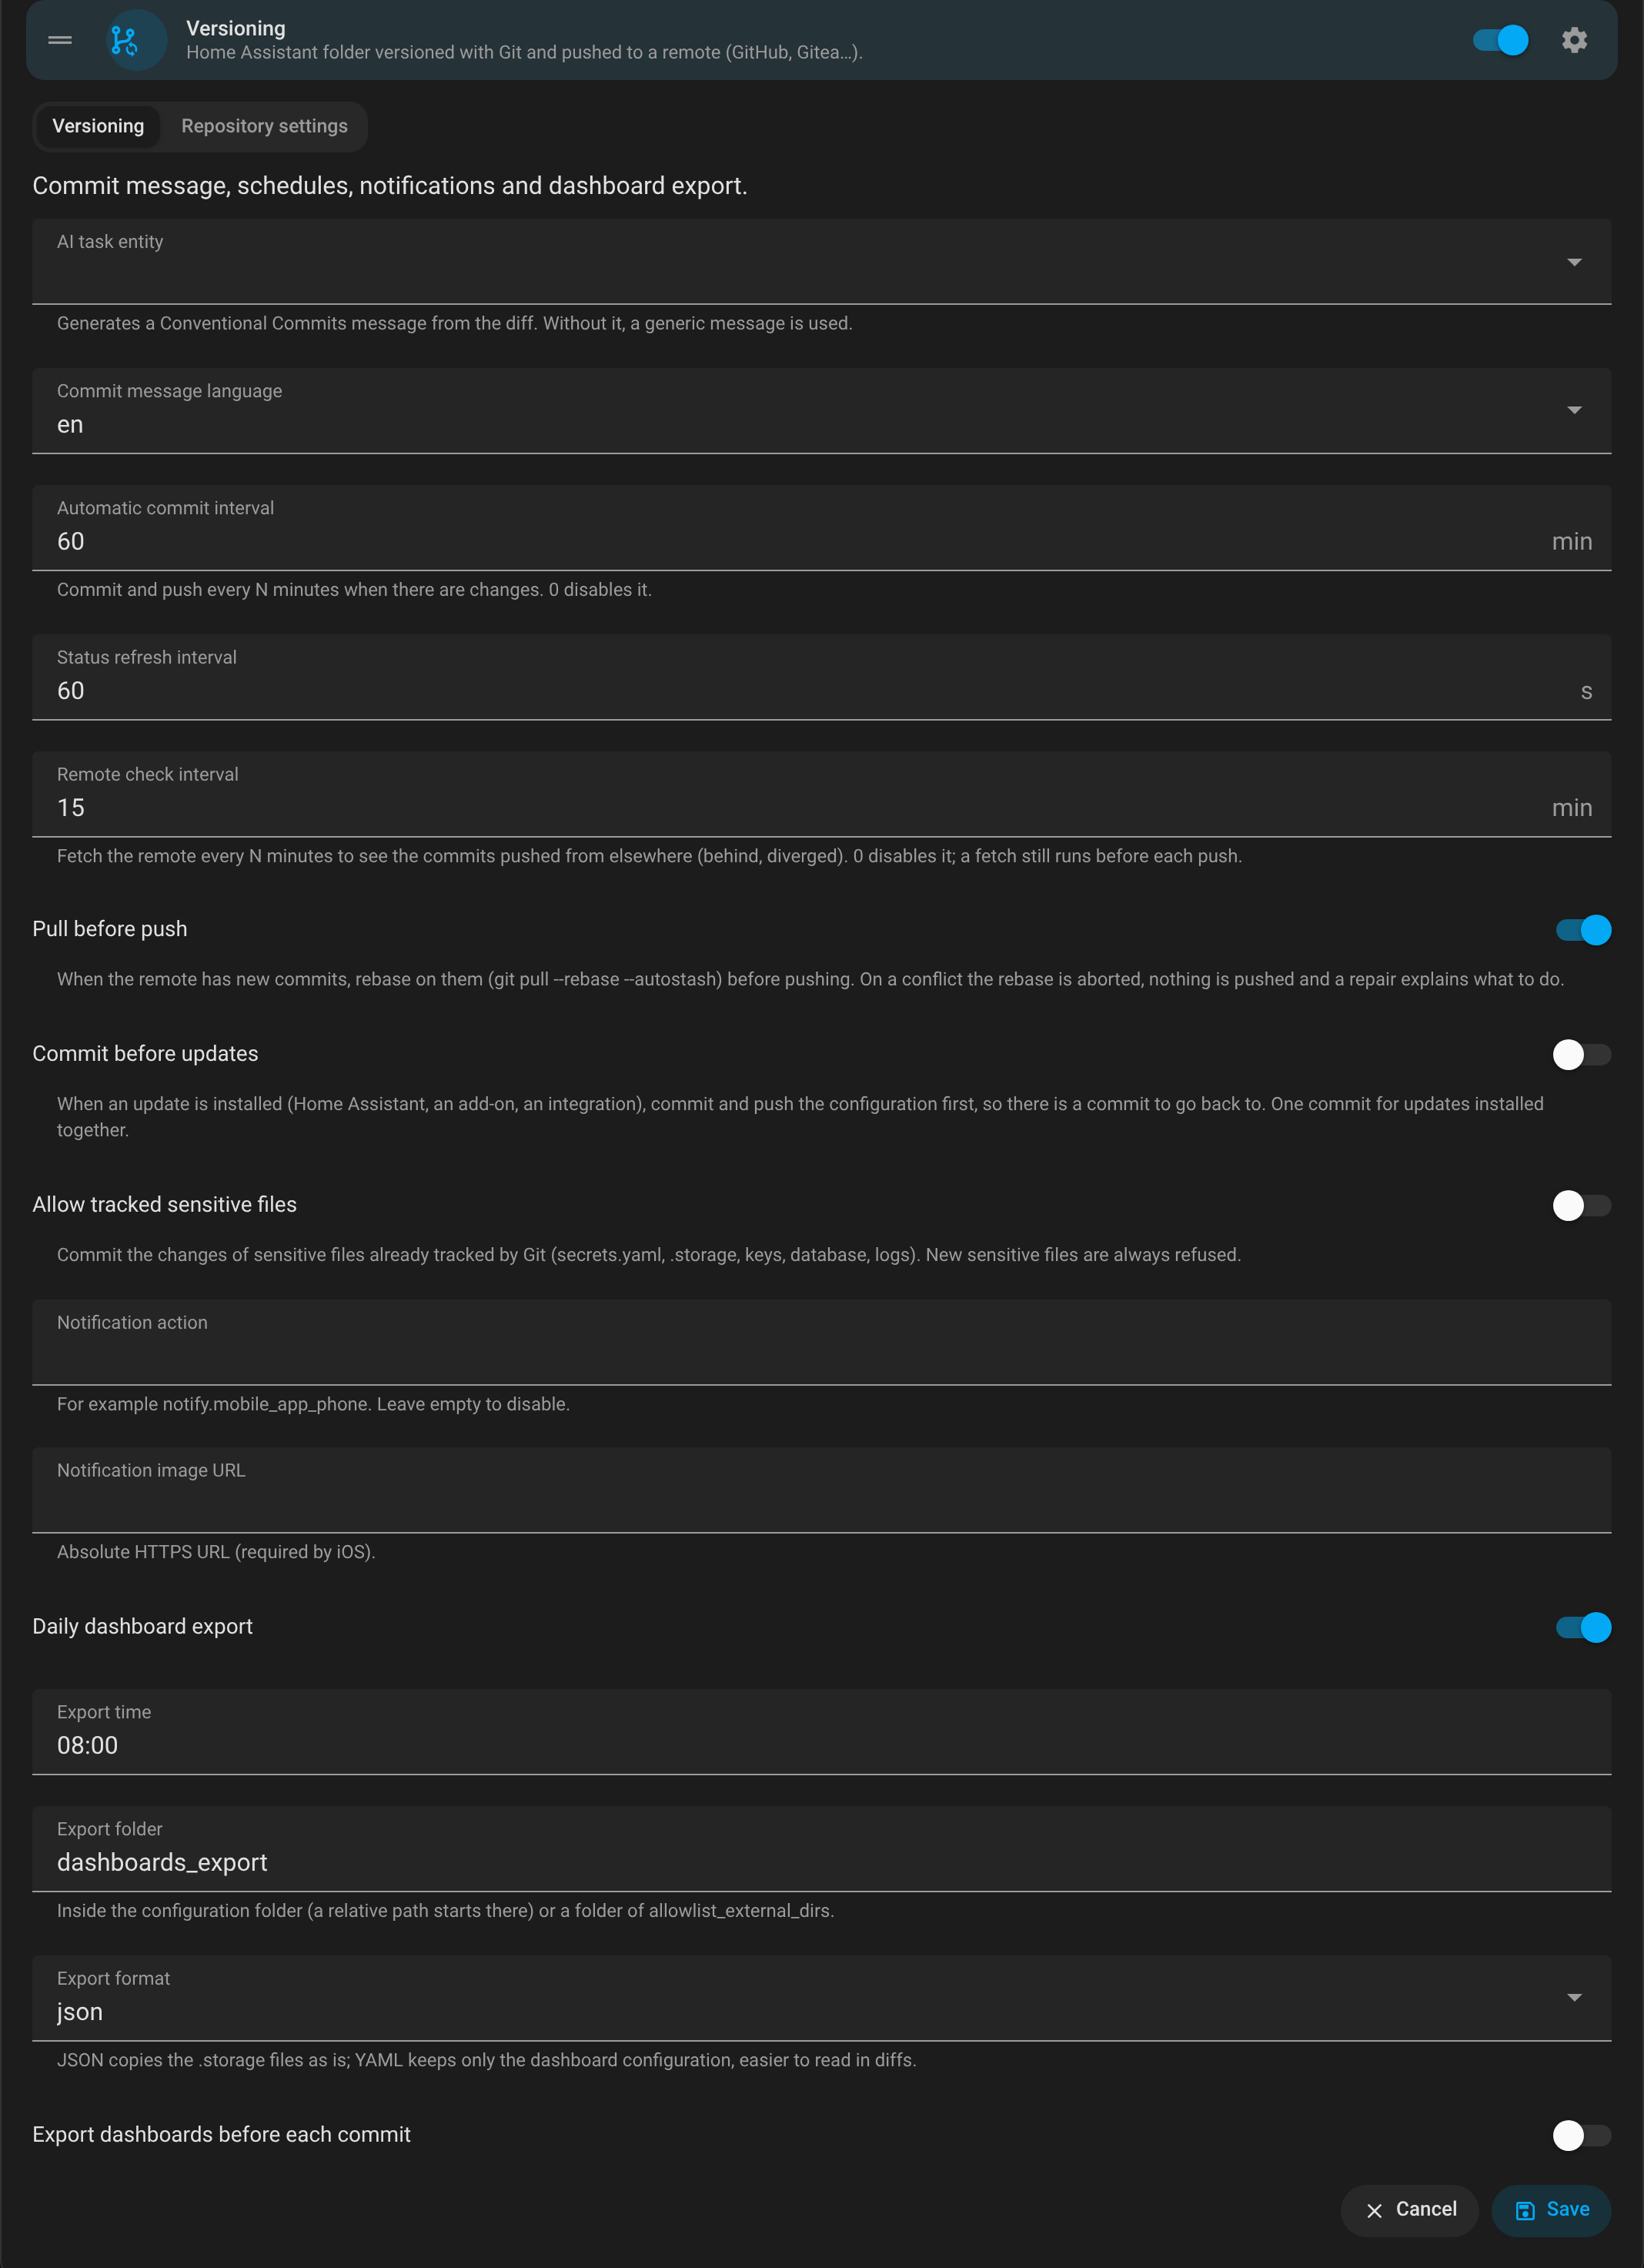 Versioning
Home Assistant folder versioned with Git and pushed to a remote (GitHub, Gitea...).
Versioning
Repository settings
Commit message, schedules, notifications and dashboard export.
AI task entity
Generates a Conventional Commits message from the diff. Without it, a generic message is used.
Commit message language
en
Automatic commit interval
60
min
Commit and push every N minutes when there are changes. 0 disables it.
Status refresh interval
60
s
Remote check interval
15
min
Fetch the remote every N minutes to see the commits pushed from elsewhere (behind, diverged). 0 disables it; a fetch still runs before each push.
Pull before push
When the remote has new commits, rebase on them (git pull --rebase --autostash) before pushing. On a conflict the rebase is aborted, nothing is pushed and a repair explains what to do.
Commit before updates
When an update is installed (Home Assistant, an add-on, an integration), commit and push the configuration first, so there is a commit to go back to. One commit for updates installed
together.
Allow tracked sensitive files
Commit the changes of sensitive files already tracked by Git (secrets.yaml, .storage, keys, database, logs). New sensitive files are always refused.
Notification action
For example notify.mobile_app_phone. Leave empty to disable.
Notification image URL
Absolute HTTPS URL (required by iOS).
Daily dashboard export
Export time
08:00
Export folder
dashboards_export
Inside the configuration folder (a relative path starts there) or a folder of allowlist_external_dirs.
Export format
json
JSON copies the .storage files as is; YAML keeps only the dashboard configuration, easier to read in diffs.
Export dashboards before each commit
Cancel
Save